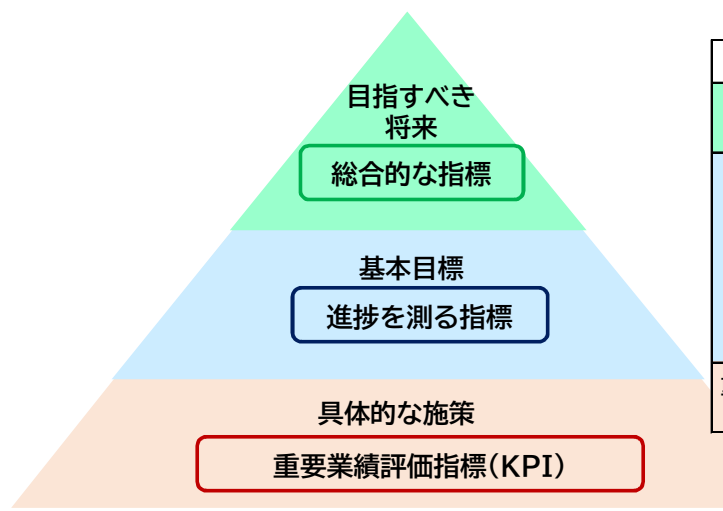 目指すべき
将来
総合的な指標
基本目標
進捗を測る指標
具体的な施策
重要業績評価指標(KPI)